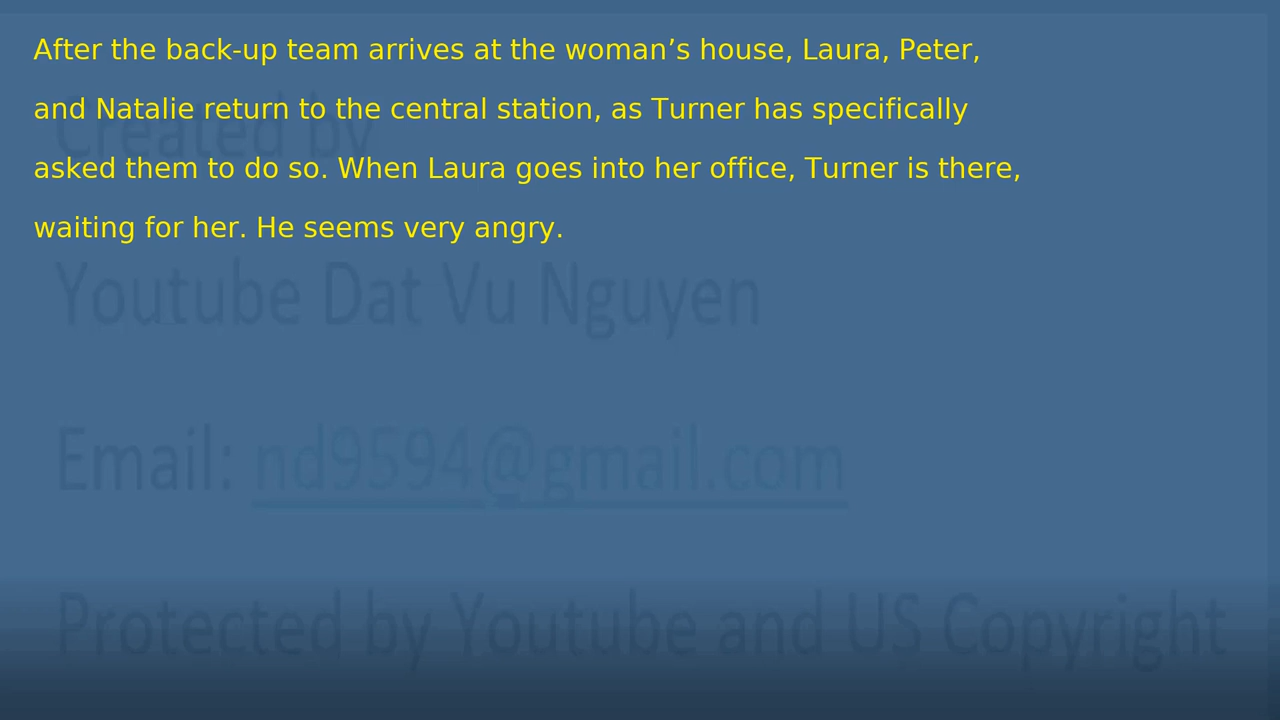 After the back-up team arrives at the woman’s house, Laura, Peter,
and Natalie return to the central station, as Turner has specifically
asked them to do so. When Laura goes into her office, Turner is there,
waiting for her. He seems very angry.
Created by
Youtube Dat Vu Nguyen
Email: nd9594@gmail.com
Protected by Youtube and US Copyright